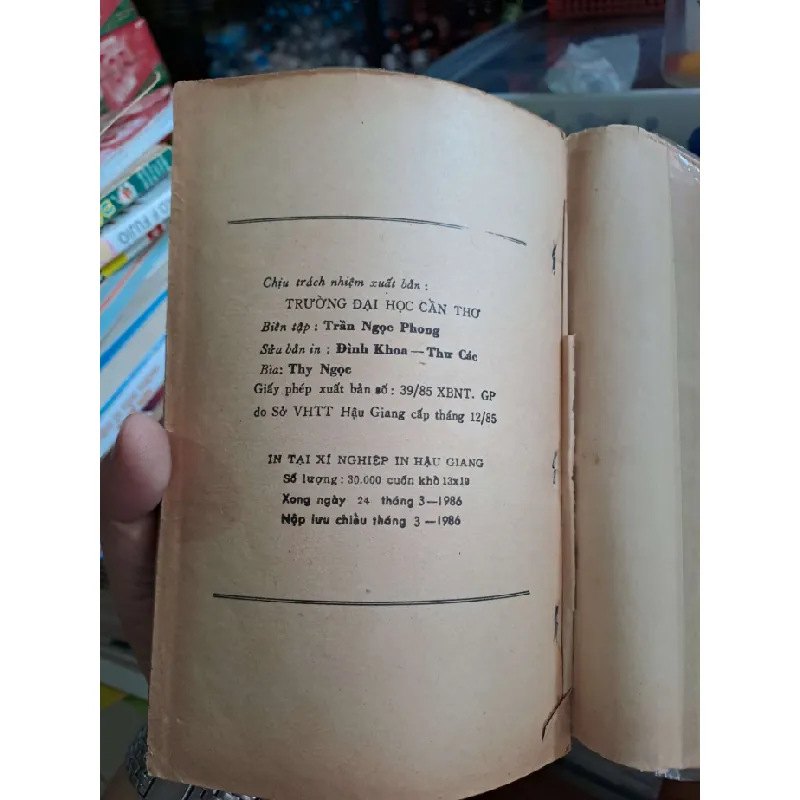 Chịu trách nhiệm xuất bản :
TRƯỜNG ĐẠI HỌC CẦN THƠ
Biên tập : Trần Ngọc Phong
Sửa bản in : Đình Khoa — Thư Các
Bìa: Thy Ngọc
Giấy phép xuất bản số : 39/85 XBNT. GP
do Sở VHTT Hậu Giang cấp tháng 12/85
IN TẠI XÍ NGHIỆP IN HẬU GIANG
Số lượng : 30.000 cuốn khổ 13x19
Xong ngày 24 tháng 3—1986
Nộp lưu chiểu tháng 3 —1986
FUJIO